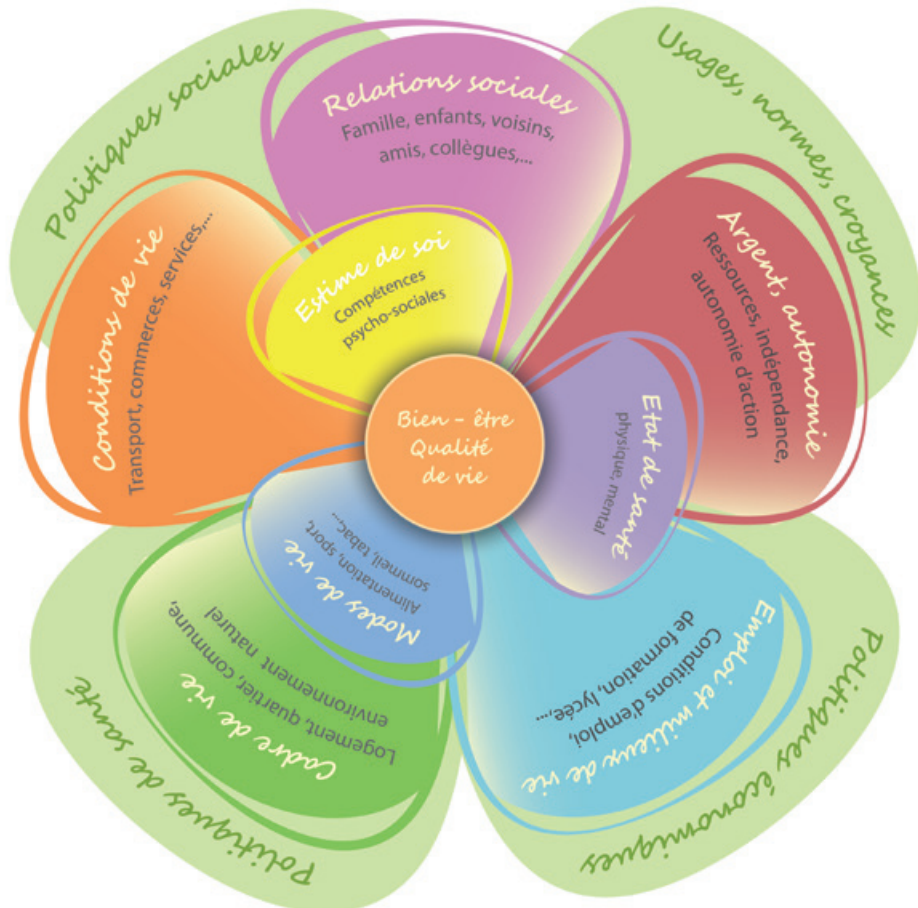 Politiques sociales
Usages, normes, croyances
Relations sociales
Famille, enfants, voisins,
amis, collègues,...
Conditions de vie
Transport, commerces, services,...
Estime de soi
Compétences
psycho-sociales
Argent, autonomie
Ressources, indépendance,
autonomie d'action
Bien - être
Qualité
de vie
Etat de santé
physique, mental
Modes de vie
Alimentation, sport,
sommeil, tabac,...
Cadre de vie
Logement, quartier, commune,
environnement naturel
Emploi et milieux de vie
Conditions d'emploi,
de formation, lycée,...
Politiques de santé
Politiques économiques